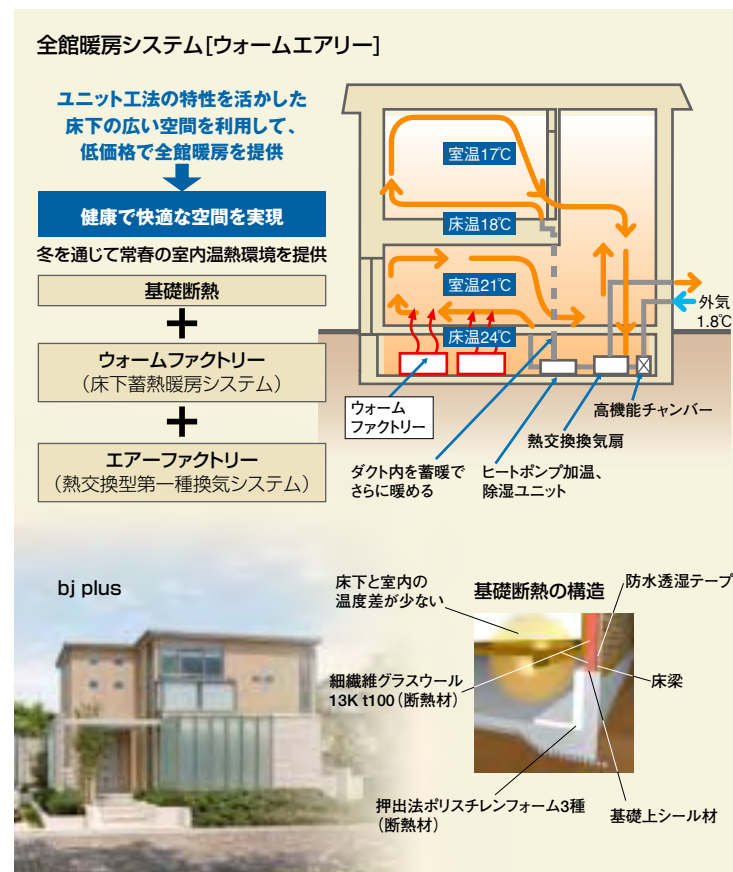 全館暖房システム[ウォームエアリー]
ユニット工法の特性を活かした
床下の広い空間を利用して、
低価格で全館暖房を提供
健康で快適な空間を実現
冬を通じて常春の室内温熱環境を提供
基礎断熱
+
ウォームファクトリー
(床下蓄熱暖房システム)
+
エアーファクトリー
(熱交換型第一種換気システム)
室温17℃
床温18℃
室温21℃
床温24℃
外気
1.8℃
ウォーム
ファクトリー
高機能チャンバー
熱交換換気扇
ダクト内を蓄暖で
さらに暖める
ヒートポンプ加温、
除湿ユニット
bj plus
床下と室内の
温度差が少ない
基礎断熱の構造
防水透湿テープ
細繊維グラスウール
13K t100(断熱材)
床梁
押出法ポリスチレンフォーム3種
(断熱材)
基礎上シール材